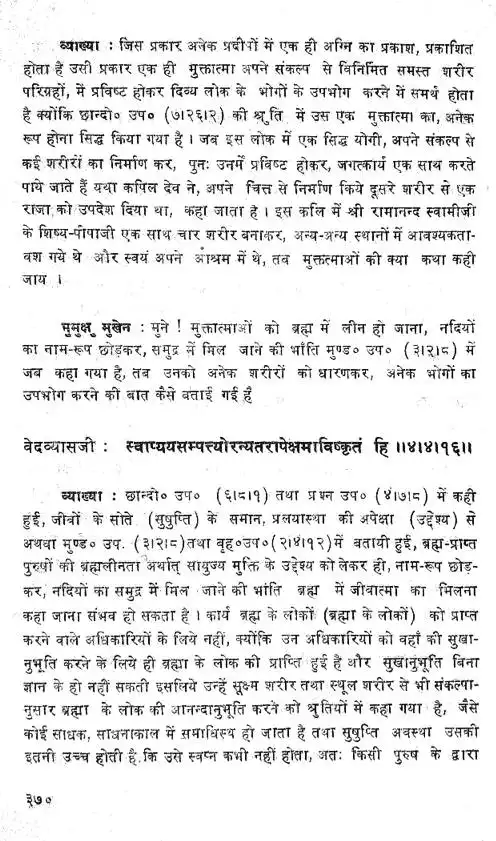 व्याख्या : जिस प्रकार अनेक प्रदीपों में एक ही अग्नि का प्रकाश, प्रकाशित
होता है उसी प्रकार एक ही मुक्तात्मा अपने संकल्प से विनिमित समस्त शरीर
परिग्रहों, में प्रविष्ट होकर दिव्य लोक के भोगों के उपभोग करने में समर्थ होता
है क्योंकि छान्दो० उप० (७।२६।२) की श्रुति में उस एक मुक्तात्मा का, अनेक
रूप होना सिद्ध किया गया है । जब इस लोक में एक सिद्ध योगी, अपने संकल्प से
कई शरीरों का निर्माण कर, पुनः उनमें प्रविष्ट होकर, जगत्कार्य एक साथ करते
पाये जाते हैं यथा कपिल देव ने, अपने चित्त से निर्माण किये दूसरे शरीर से एक
राजा को उपदेश दिया था, कहा जाता है । इस कलि में श्री रामानन्द स्वामीजी
के शिष्य-पीपाजी एक साथ चार शरीर बनाकर, अन्य-अन्य स्थानों में आवश्यकता-
वश गये थे और स्वयं अपने आश्रम में थे, तब मुक्तत्माओं की क्या कथा कही
जाय ।
मुमुक्षु मुखेन : मुने ! मुक्तात्माओं को ब्रह्म में लीन हो जाना, नदियों
का नाम-रूप छोड़कर, समुद्र में मिल जाने की भाँति मुण्ड० उप० (३।२।८) में
जब कहा गया है, तब उनको अनेक शरीरों को धारणकर, अनेक भोगों का
उपभोग करने की बात कैसे बताई गई है
वेदव्यासजी : स्वाप्ययसम्पत्त्योरन्यतरापेक्षमाविष्कृतं हि ॥४।४।१६॥
व्याख्या : छान्दो० उप० (६।८।१) तथा प्रश्न उप० (४।७।८) में कही
हुई, जीवों के सोते (सुषुप्ति) के समान, प्रलयास्था की अपेक्षा (उद्देश्य) से
अथवा मुण्ड० उप. (३।२।८) तथा वृह०उप०(२।४।१२)में बतायी हुई, ब्रह्म-प्राप्त
पुरुषों की ब्रह्मलीनता अर्थात् सायुज्य मुक्ति के उद्देश्य को लेकर ही, नाम-रूप छोड़-
कर, नदियों का समुद्र में मिल जाने की भांति ब्रह्म में जीवात्मा का मिलना
कहा जाना संभव हो सकता है । कार्य ब्रह्म के लोकों (ब्रह्मा के लोकों) को प्राप्त
करने वाले अधिकारियों के लिये नहीं, क्योंकि उन अधिकारियों को वहाँ की सुखा-
नुभूति करने के लिये ही ब्रह्मा के लोक की प्राप्ति हुई है और सुखानुंभूति बिना
ज्ञान के हो नहीं सकती इसलिये उन्हें सुक्ष्म शरीर तथा स्थूल शरीर से भी संकल्पा-
नुसार ब्रह्मा के लोक की आनन्दानुभूति करने को श्रुतियों में कहा गया है, जैसे
कोई साधक, साधनाकाल में समाधिस्थ हो जाता है तथा सुषुप्ति अवस्था उसकी
इतनी उच्च होती है, कि उसे स्वप्न कभी नहीं होता, अतः किसी पुरुष के द्वारा
३७०